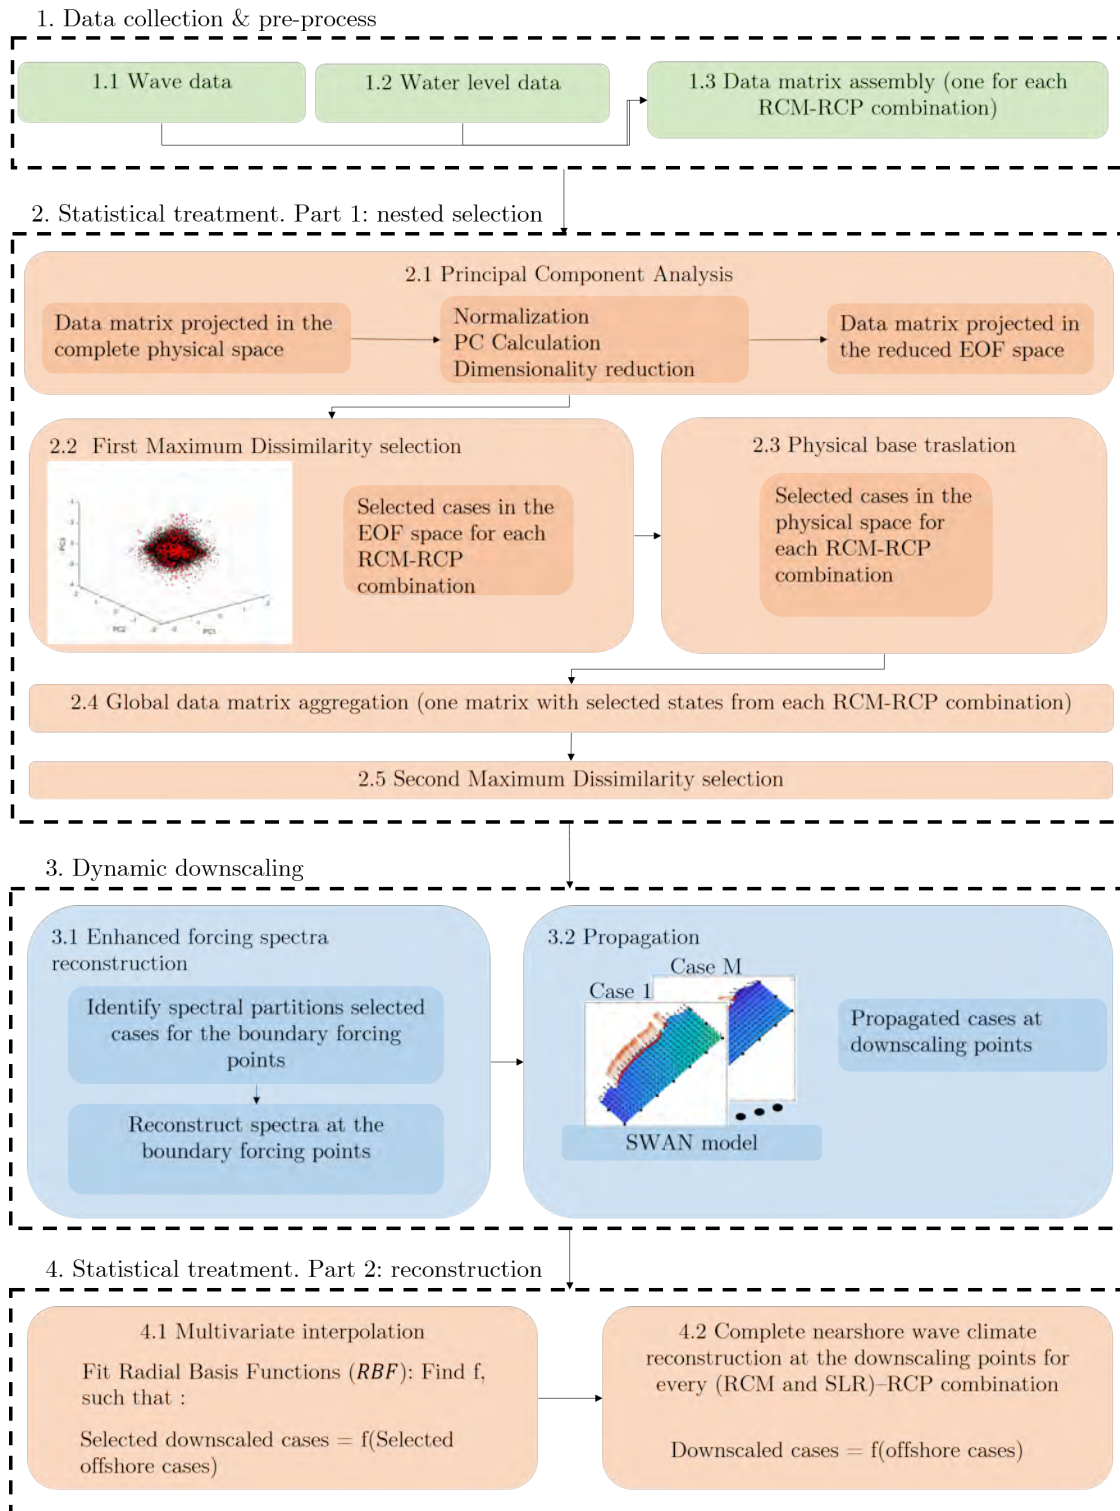 1. Data collection & pre-process
1.1 Wave data
1.2 Water level data
1.3 Data matrix assembly (one for each
RCM-RCP combination)
2. Statistical treatment. Part 1: nested selection
2.1 Principal Component Analysis
Data matrix projected in the
complete physical space
Normalization
PC Calculation
Dimensionality reduction
Data matrix projected in
the reduced EOF space
2.2 First Maximum Dissimilarity selection
PC3
PC2
PC1
Selected cases in the
EOF space for each
RCM-RCP
combination
2.3 Physical base traslation
Selected cases in the
physical space for
each RCM-RCP
combination
2.4 Global data matrix aggregation (one matrix with selected states from each RCM-RCP combination)
2.5 Second Maximum Dissimilarity selection
3. Dynamic downscaling
3.1 Enhanced forcing spectra
reconstruction
Identify spectral partitions selected
cases for the boundary forcing
points
Reconstruct spectra at the
boundary forcing points
3.2 Propagation
Case M
Case 1
SWAN model
Propagated cases at
downscaling points
4. Statistical treatment. Part 2: reconstruction
4.1 Multivariate interpolation
Fit Radial Basis Functions (RBF): Find f,
such that :
Selected downscaled cases = f(Selected
offshore cases)
4.2 Complete nearshore wave climate
reconstruction at the downscaling points for
every (RCM and SLR)–RCP combination
Downscaled cases = f(offshore cases)